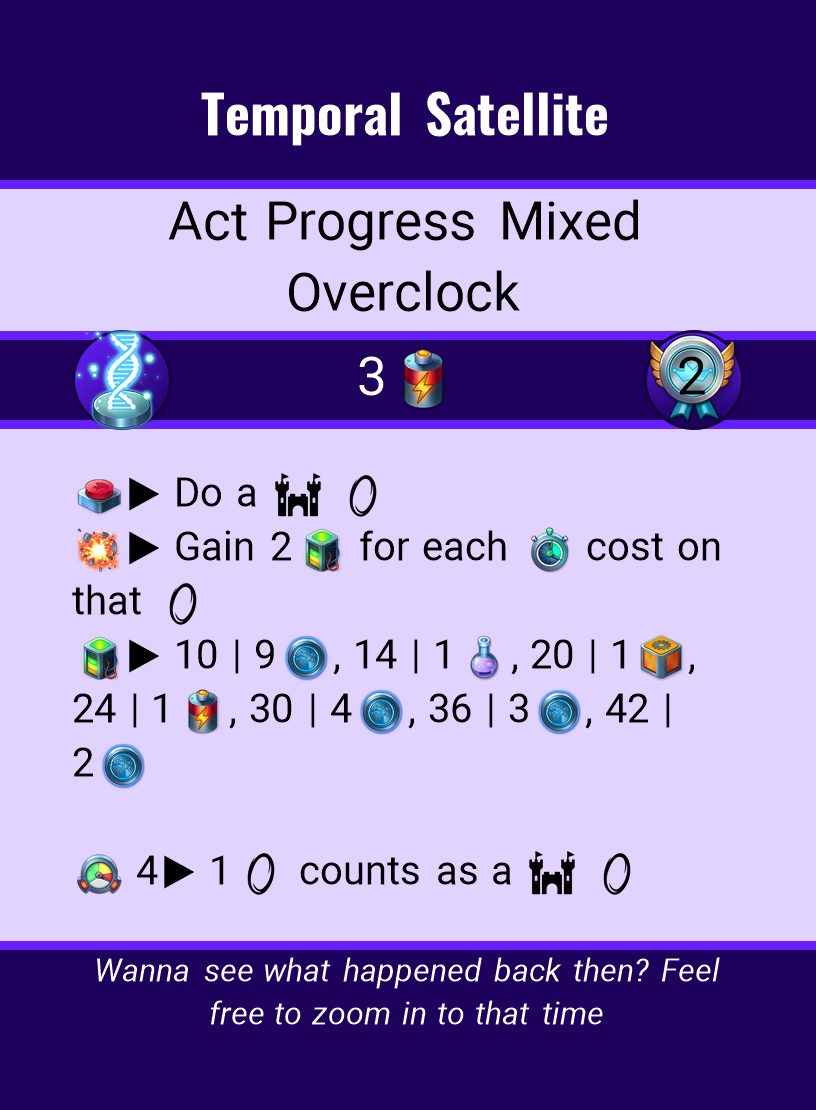 Temporal Satellite
Act Progress Mixed
Overclock
3
2
▶ Do a
▶ Gain 2 for each cost on
that
▶ 10 | 9 , 14 | 1 , 20 | 1 ,
24 | 1 , 30 | 4 , 36 | 3 , 42 |
2
4▶ 1 counts as a
Wanna see what happened back then? Feel
free to zoom in to that time